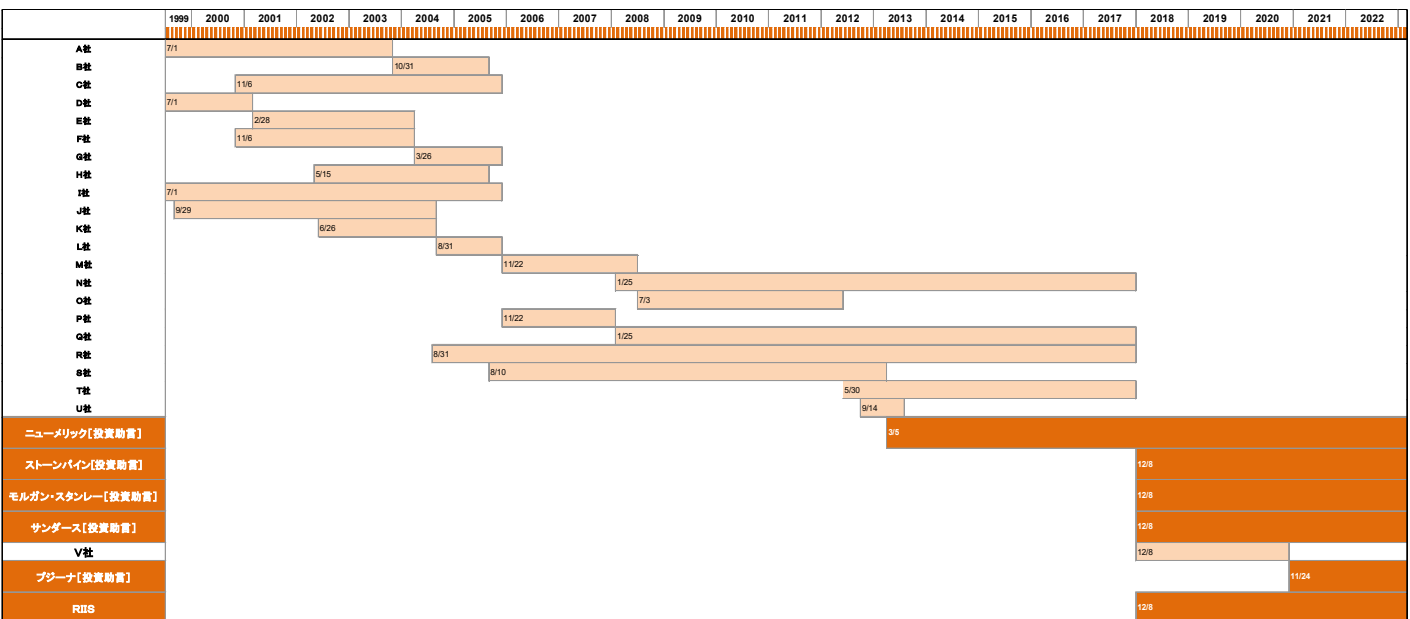 1999 2000 2001 2002 2003 2004 2005 2006 2007 2008 2009 2010 2011 2012 2013 2014 2015 2016 2017 2018 2019 2020 2021 2022
A社 7/1
B社 10/31
C社 11/6
D社 7/1
E社 2/28
F社 11/6
G社 3/26
H社 5/15
I社 7/1
J社 9/29
K社 6/26
L社 8/31
M社 11/22
N社 1/25
O社 7/3
P社 11/22
Q社 1/25
R社 8/31
S社 8/10
T社 5/30
U社 9/14
ニューメリック[投資助言] 3/5
ストーンパイン[投資助言] 12/8
モルガン・スタンレー[投資助言] 12/8
サンダース[投資助言] 12/8
V社 12/8
プジーナ[投資助言] 11/24
RIIS 12/8